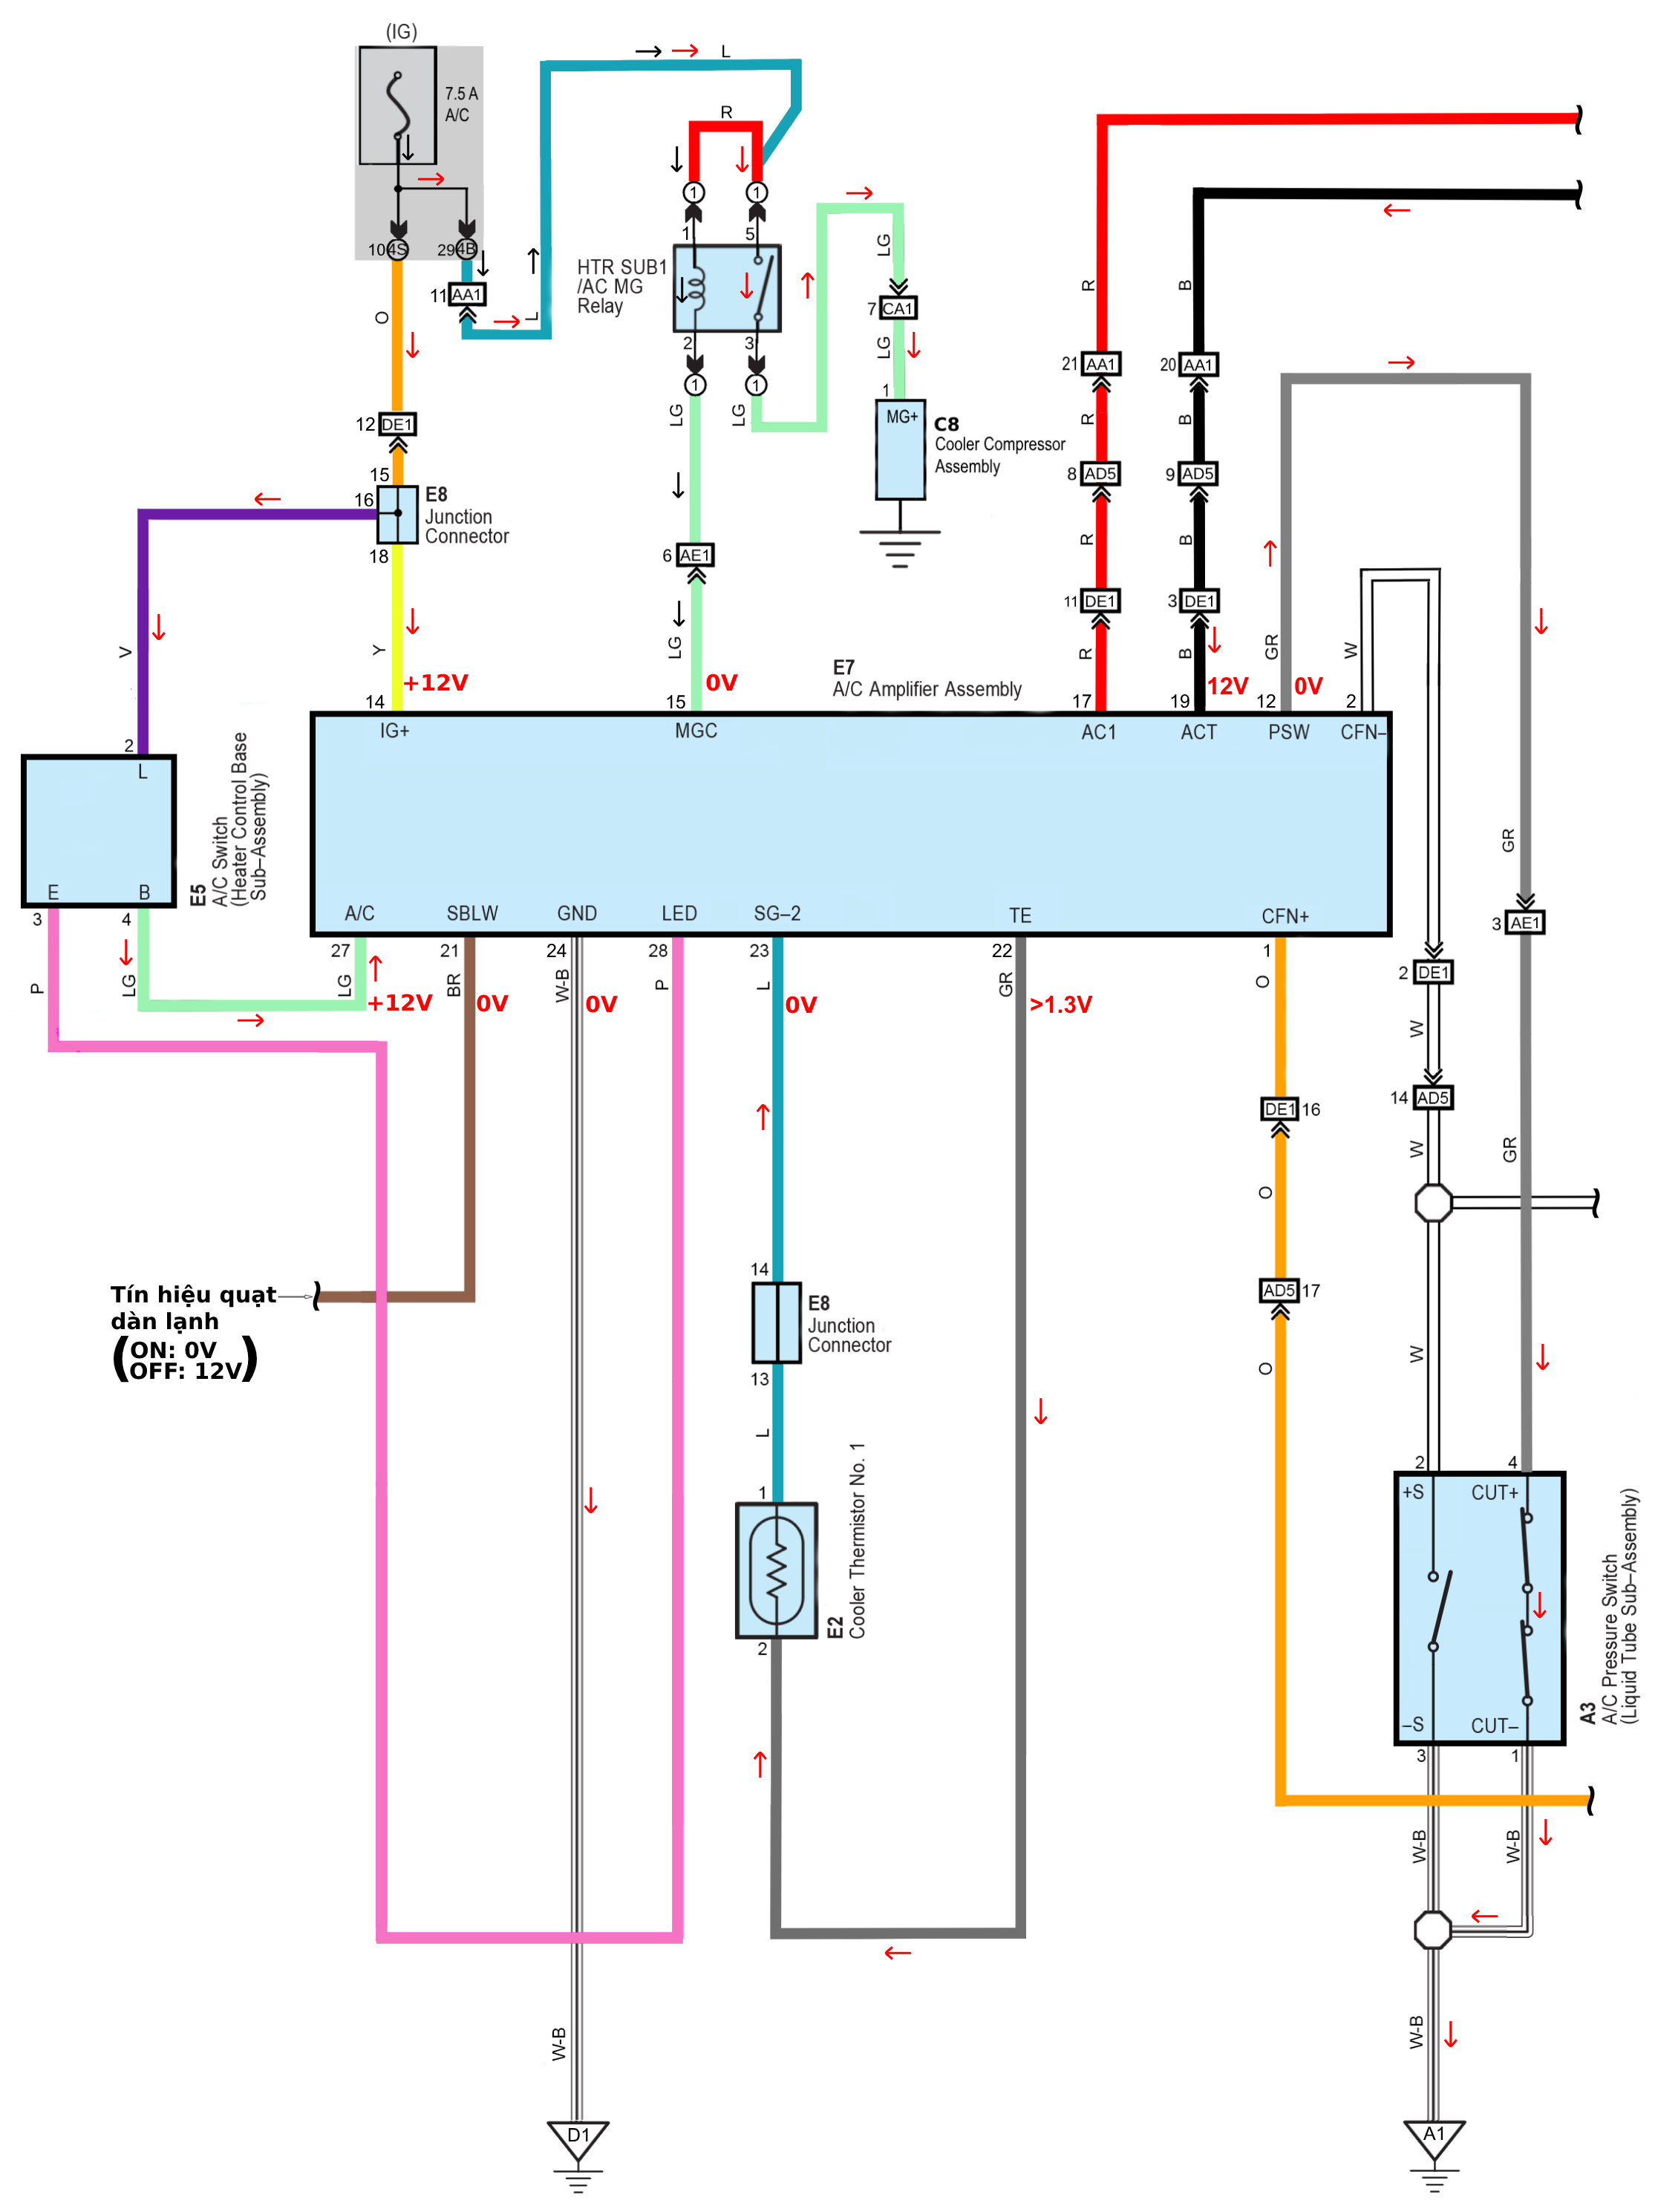 (IG)
7.5 A
A/C
10 4S
29 4B
11 AA1
L
L
R
1
1
1
5
HTR SUB1
/AC MG
Relay
2
3
1
1
LG
LG
LG
7 CA1
LG
1
MG+
C8
Cooler Compressor
Assembly
O
12 DE1
15
16
E8
Junction
Connector
18
V
Y
+12V
14
6 AE1
LG
0V
15
E7
A/C Amplifier Assembly
R
B
21 AA1
20 AA1
R
B
8 AD5
9 AD5
R
B
11 DE1
3 DE1
R
B
12V
17
19
GR
0V
12
W
2
IG+
MGC
AC1
ACT
PSW
CFN–
2
L
E
B
3
4
E5
A/C Switch
(Heater Control Base
Sub–Assembly)
A/C
SBLW
GND
LED
SG–2
TE
CFN+
27
21
24
28
23
22
1
P
LG
LG
+12V
BR
0V
W-B
0V
P
L
0V
GR
>1.3V
O
GR
3 AE1
2 DE1
W
14 AD5
W
GR
DE1 16
O
AD5 17
O
W
Tín hiệu quạt
dàn lạnh
(ON: 0V
OFF: 12V)
14
E8
Junction
Connector
13
L
1
2
E2
Cooler Thermistor No. 1
2
4
+S
CUT+
–S
CUT–
3
1
A3
A/C Pressure Switch
(Liquid Tube Sub–Assembly)
W-B
W-B
W-B
W-B
D1
A1